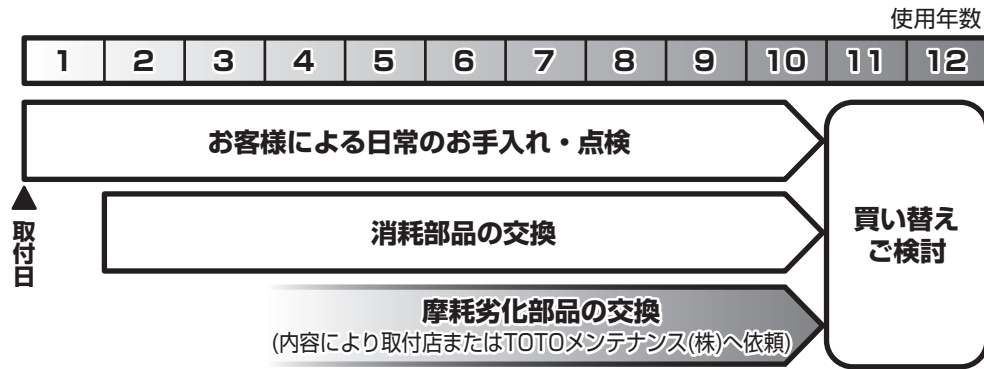 使用年数
1 2 3 4 5 6 7 8 9 10 11 12
お客様による日常のお手入れ・点検
▲
取付日
消耗部品の交換
摩耗劣化部品の交換
(内容により取付店またはTOTOメンテナンス(株)へ依頼)
買い替え
ご検討